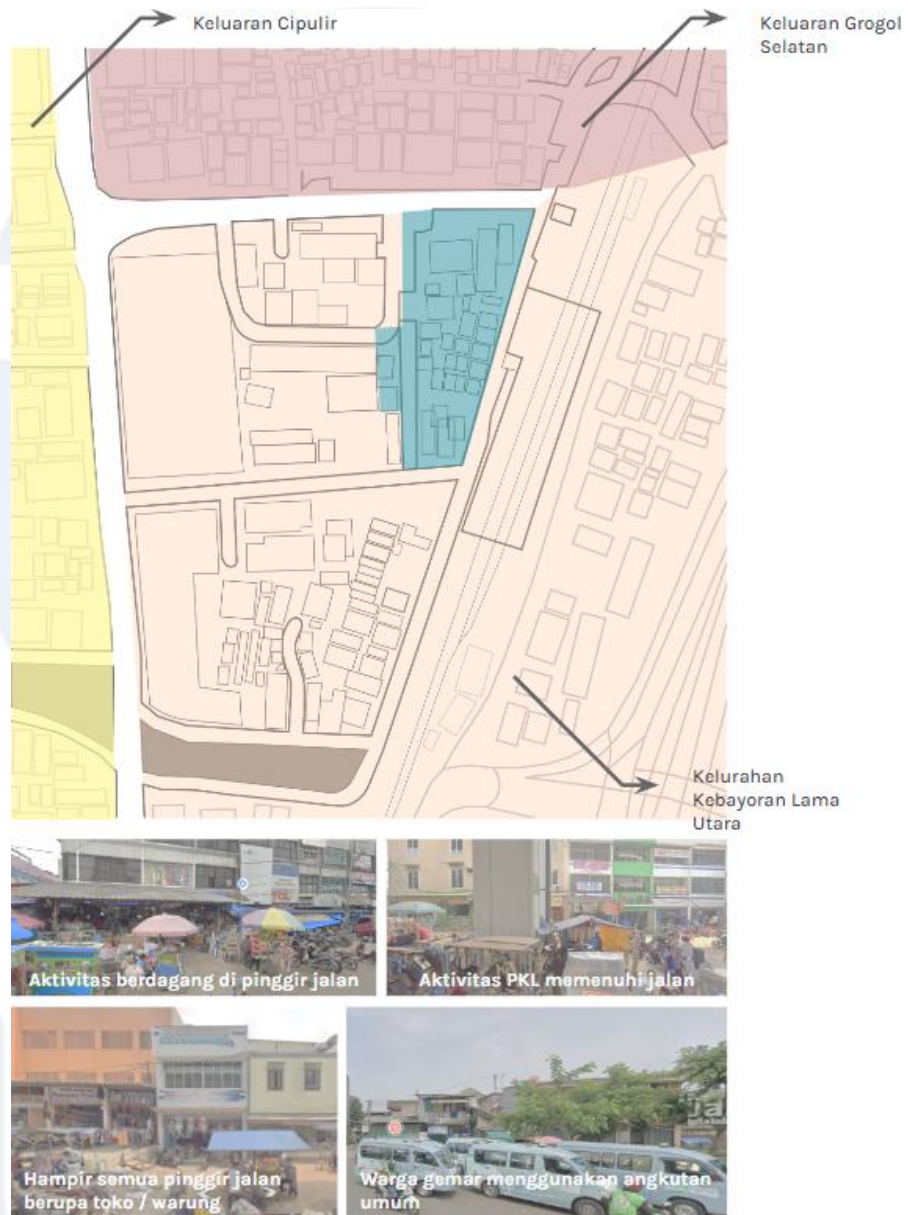 Keluaran Cipulir
Keluaran Grogol
Selatan
Kelurahan
Kebayoran Lama
Utara
Aktivitas berdagang di pinggir jalan
Aktivitas PKL memenuhi jalan
Hampir semua pinggir jalan
berupa toko / warung
Warga gemar menggunakan angkutan
umum